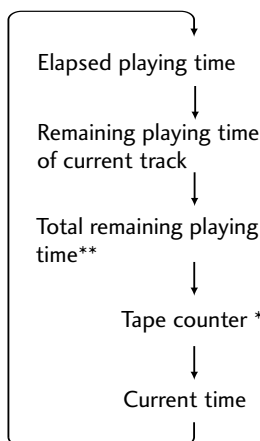 Elapsed playing time
Remaining playing time
of current track
Total remaining playing
time**
Tape counter *
Current time